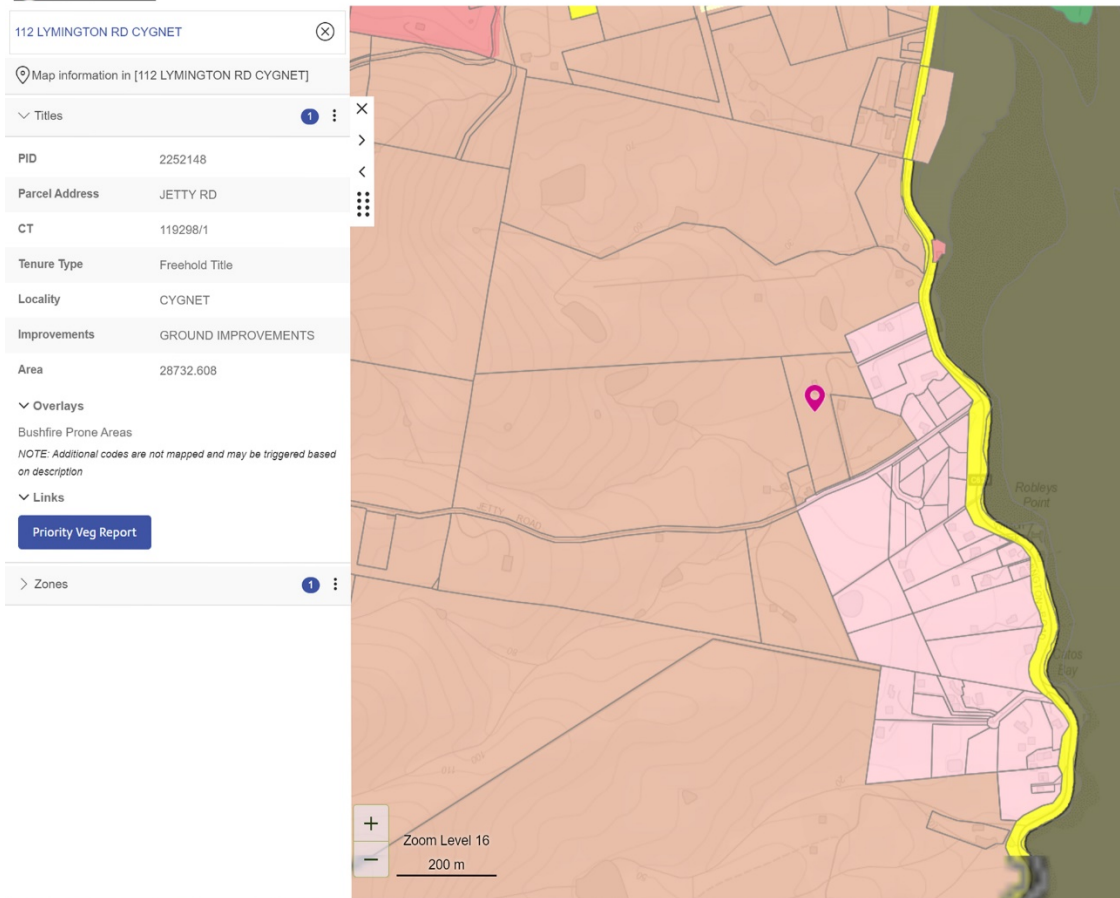 112 LYMINGTON RD CYGNET
Map information in [112 LYMINGTON RD CYGNET]
Titles
1
PID 2252148
Parcel Address JETTY RD
CT 119298/1
Tenure Type Freehold Title
Locality CYGNET
Improvements GROUND IMPROVEMENTS
Area 28732.608
Overlays
Bushfire Prone Areas
NOTE: Additional codes are not mapped and may be triggered based
on description
Links
Priority Veg Report
Zones
1
JETTY ROAD
Robleys
Point
Bay
Zoom Level 16
200 m